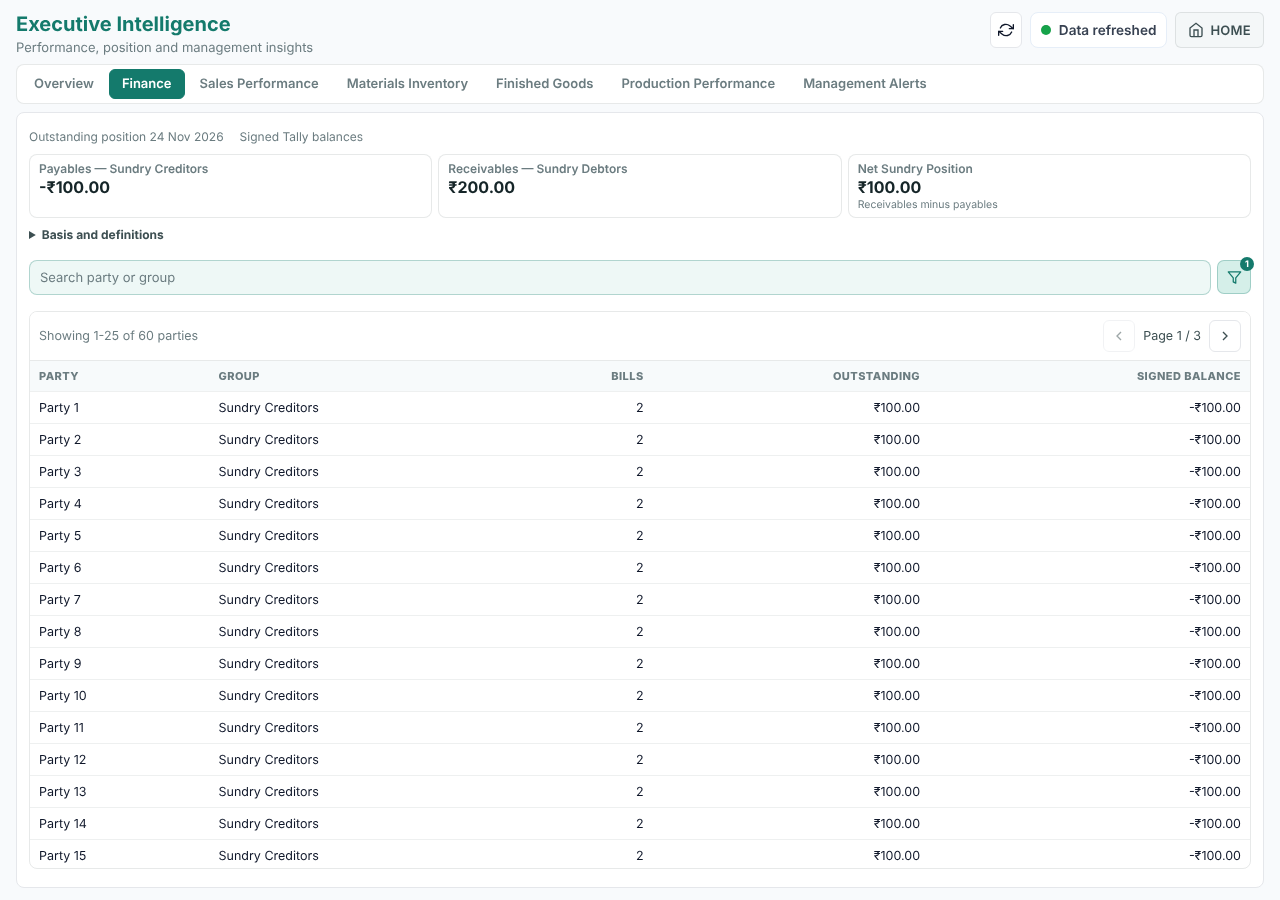 Executive Intelligence
Performance, position and management insights
Data refreshed
HOME
Overview Finance Sales Performance Materials Inventory Finished Goods Production Performance Management Alerts
Outstanding position 24 Nov 2026 Signed Tally balances
Payables — Sundry Creditors
-₹100.00
Receivables — Sundry Debtors
₹200.00
Net Sundry Position
₹100.00
Receivables minus payables
Basis and definitions
Search party or group
1
Showing 1-25 of 60 parties
Page 1 / 3
PARTY GROUP BILLS OUTSTANDING SIGNED BALANCE
Party 1 Sundry Creditors 2 ₹100.00 -₹100.00
Party 2 Sundry Creditors 2 ₹100.00 -₹100.00
Party 3 Sundry Creditors 2 ₹100.00 -₹100.00
Party 4 Sundry Creditors 2 ₹100.00 -₹100.00
Party 5 Sundry Creditors 2 ₹100.00 -₹100.00
Party 6 Sundry Creditors 2 ₹100.00 -₹100.00
Party 7 Sundry Creditors 2 ₹100.00 -₹100.00
Party 8 Sundry Creditors 2 ₹100.00 -₹100.00
Party 9 Sundry Creditors 2 ₹100.00 -₹100.00
Party 10 Sundry Creditors 2 ₹100.00 -₹100.00
Party 11 Sundry Creditors 2 ₹100.00 -₹100.00
Party 12 Sundry Creditors 2 ₹100.00 -₹100.00
Party 13 Sundry Creditors 2 ₹100.00 -₹100.00
Party 14 Sundry Creditors 2 ₹100.00 -₹100.00
Party 15 Sundry Creditors 2 ₹100.00 -₹100.00